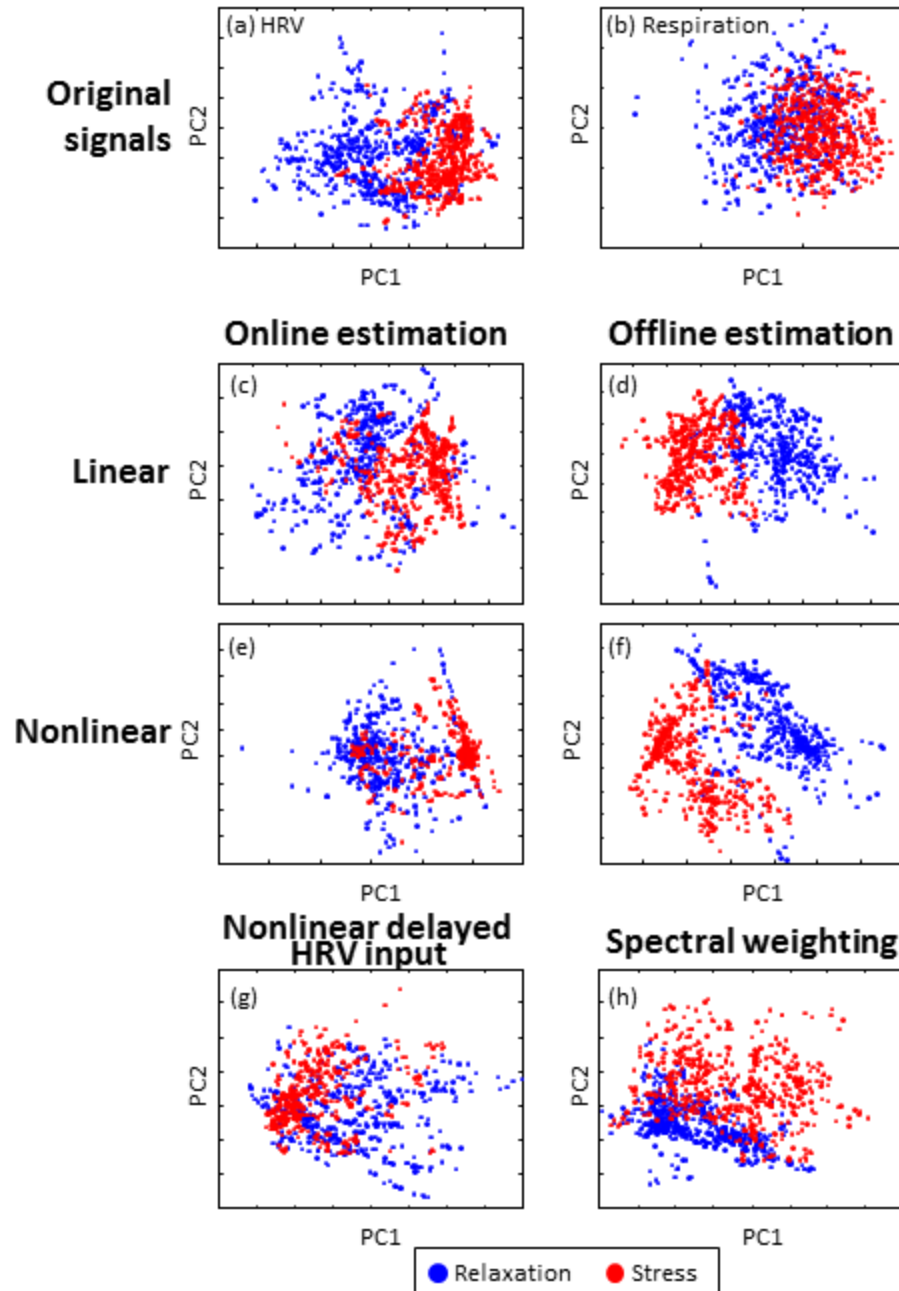 (a) HRV
(b) Respiration
Original
signals
PC2
PC2
PC1
PC1
Online estimation
Offline estimation
(c)
(d)
Linear
PC2
PC2
(e)
(f)
Nonlinear
PC2
PC2
PC1
PC1
Nonlinear delayed
HRV input
Spectral weighting
(g)
(h)
PC2
PC2
PC1
PC1
Relaxation
Stress